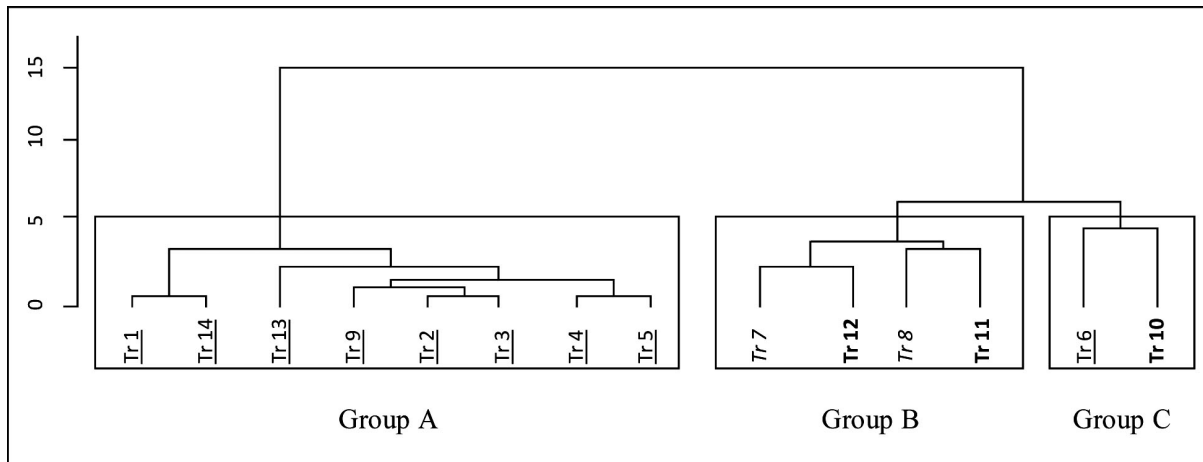 15
10
5
0
Tr 1
Tr 14
Tr 13
Tr 9
Tr 2
Tr 3
Tr 4
Tr 5
Tr 7
Tr 12
Tr 8
Tr 11
Tr 6
Tr 10
Group A
Group B
Group C